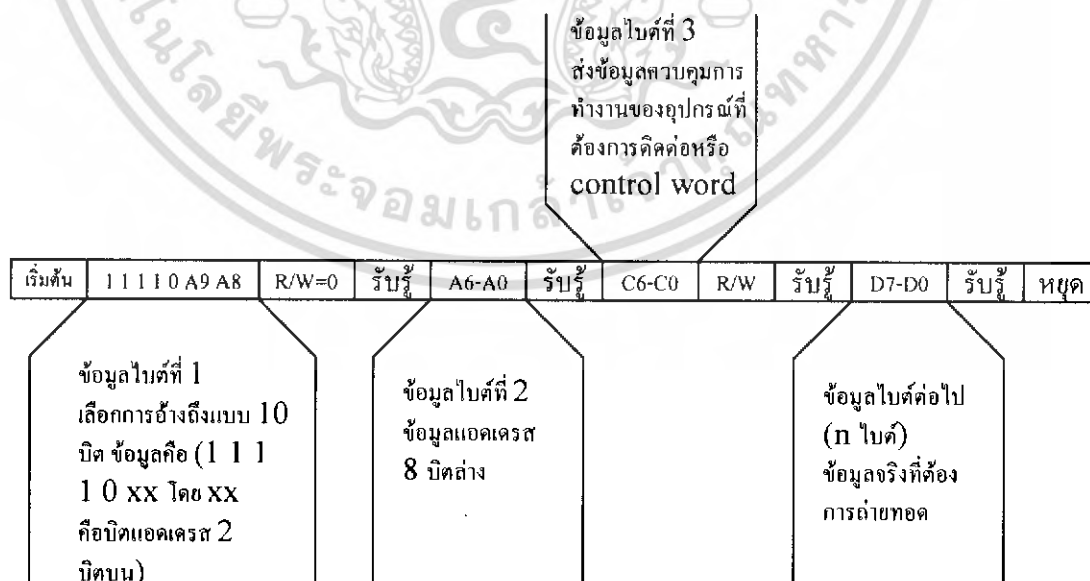 ข้อมูลไบต์ที่ 3
ส่งข้อมูลควบคุมการ
ทำงานของอุปกรณ์ที่
ต้องการติดต่อหรือ
control word
เริ่มต้น 1 1 1 1 0 A9 A8 R/W=0 รับรู้ A6-A0 รับรู้ C6-C0 R/W รับรู้ D7-D0 รับรู้ หยุด
ข้อมูลไบต์ที่ 1
เลือกการอ้างถึงแบบ 10
บิต ข้อมูลคือ (1 1 1
1 0 xx โดย xx
คือบิตแอดเดรส 2
บิตบน)
ข้อมูลไบต์ที่ 2
ข้อมูลแอดเดรส
8 บิตล่าง
ข้อมูลไบต์ต่อไป
(n ไบต์)
ข้อมูลจริงที่ต้อง
การถ่ายทอด